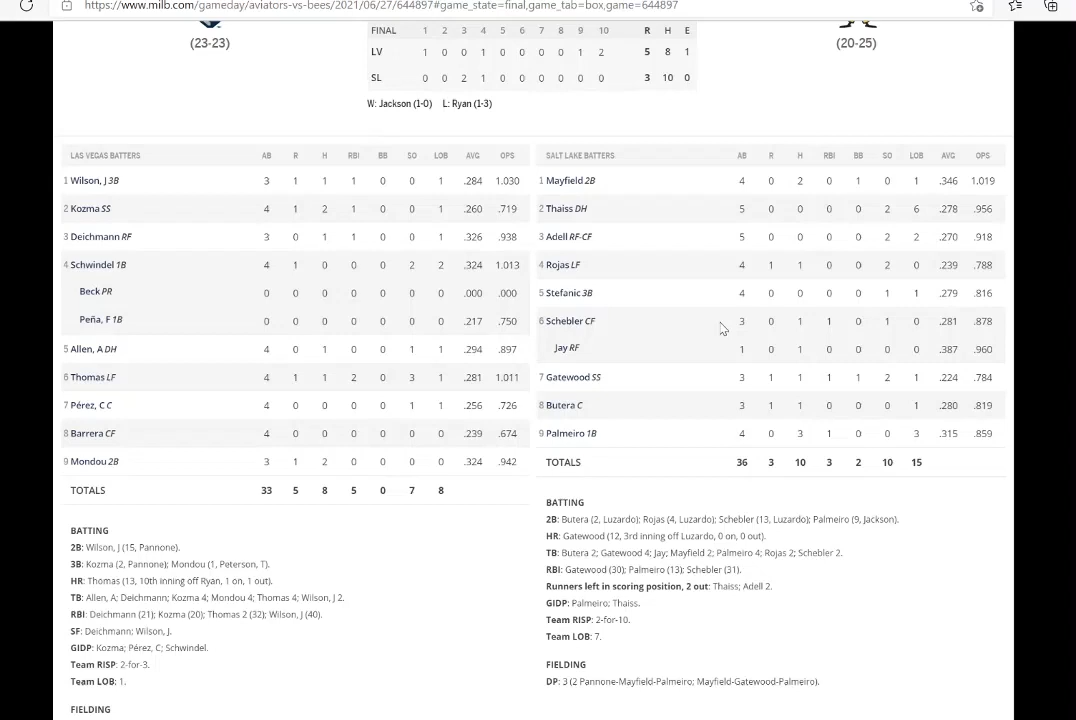 https://www.milb.com/gameday/aviators-vs-bees/2021/06/27/644897#game_state=final,game_tab=box,game=644897
(23-23)
FINAL 1 2 3 4 5 6 7 8 9 10 R H E
LV 1 0 0 1 0 0 0 0 1 2 5 8 1
SL 0 0 2 1 0 0 0 0 0 0 3 10 0
(20-25)
W: Jackson (1-0) L: Ryan (1-3)
LAS VEGAS BATTERS AB R H RBI BB SO LOB AVG OPS
1 Wilson, J 3B 3 1 1 1 0 0 1 .284 1.030
2 Kozma SS 4 1 2 1 0 0 1 .260 .719
3 Deichmann RF 3 0 1 1 0 0 1 .326 .938
4 Schwindel 1B 4 1 0 0 0 2 2 .324 1.013
Beck PR 0 0 0 0 0 0 0 .000 .000
Peña, F 1B 0 0 0 0 0 0 0 .217 .750
5 Allen, A DH 4 0 1 0 0 1 1 .294 .897
6 Thomas LF 4 1 1 2 0 3 1 .281 1.011
7 Pérez, C C 4 0 0 0 0 1 1 .256 .726
8 Barrera CF 4 0 0 0 0 0 0 .239 .674
9 Mondou 2B 3 1 2 0 0 0 0 .324 .942
TOTALS 33 5 8 5 0 7 8
BATTING
2B: Wilson, J (15, Pannone).
3B: Kozma (2, Pannone); Mondou (1, Peterson, T).
HR: Thomas (13, 10th inning off Ryan, 1 on, 1 out).
TB: Allen, A; Deichmann; Kozma 4; Mondou 4; Thomas 4; Wilson, J 2.
RBI: Deichmann (21); Kozma (20); Thomas 2 (32); Wilson, J (40).
SF: Deichmann; Wilson, J.
GIDP: Kozma; Pérez, C; Schwindel.
Team RISP: 2-for-3.
Team LOB: 1.
FIELDING
SALT LAKE BATTERS AB R H RBI BB SO LOB AVG OPS
1 Mayfield 2B 4 0 2 0 1 0 1 .346 1.019
2 Thaiss DH 5 0 0 0 0 2 6 .278 .956
3 Adell RF-CF 5 0 0 0 0 2 2 .270 .918
4 Rojas LF 4 1 1 0 0 2 0 .239 .788
5 Stefanic 3B 4 0 0 0 0 1 1 .279 .816
6 Schebler CF 3 0 1 1 0 1 0 .281 .878
Jay RF 1 0 1 0 0 0 0 .387 .960
7 Gatewood SS 3 1 1 1 1 2 1 .224 .784
8 Butera C 3 1 1 0 0 0 1 .280 .819
9 Palmeiro 1B 4 0 3 1 0 0 3 .315 .859
TOTALS 36 3 10 3 2 10 15
BATTING
2B: Butera (2, Luzardo); Rojas (4, Luzardo); Schebler (13, Luzardo); Palmeiro (9, Jackson).
HR: Gatewood (12, 3rd inning off Luzardo, 0 on, 0 out).
TB: Butera 2; Gatewood 4; Jay; Mayfield 2; Palmeiro 4; Rojas 2; Schebler 2.
RBI: Gatewood (30); Palmeiro (13); Schebler (31).
Runners left in scoring position, 2 out: Thaiss; Adell 2.
GIDP: Palmeiro; Thaiss.
Team RISP: 2-for-10.
Team LOB: 7.
FIELDING
DP: 3 (2 Pannone-Mayfield-Palmeiro; Mayfield-Gatewood-Palmeiro).